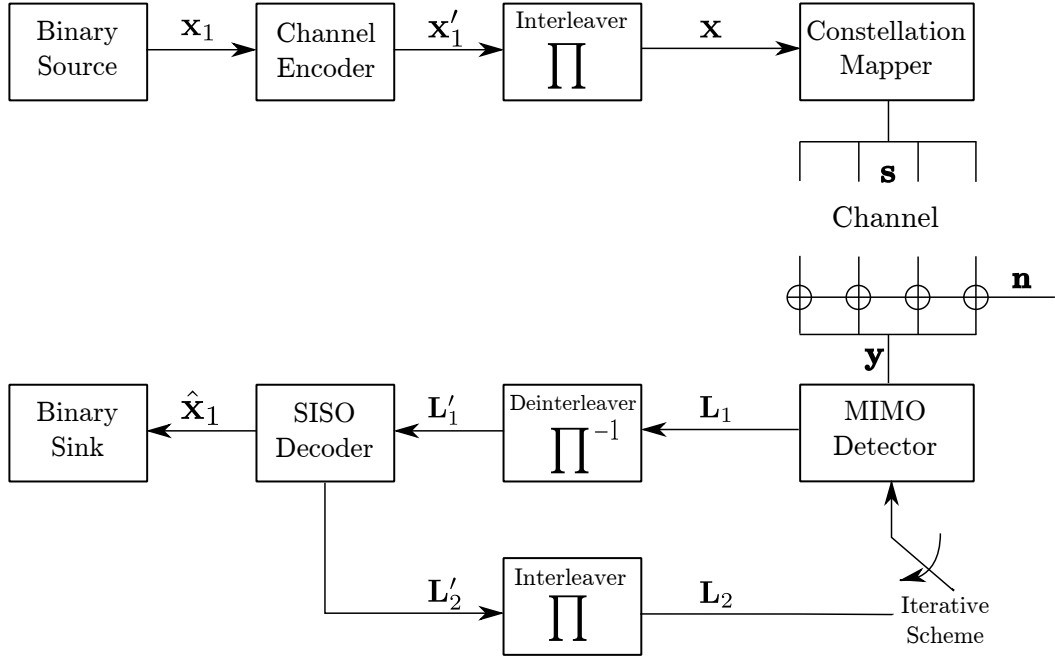 Binary
Source
𝐱₁
Channel
Encoder
𝐱′₁
Interleaver
∏
𝐱
Constellation
Mapper
𝐬
Channel
𝐧
𝐲
Binary
Sink
𝐱̂₁
SISO
Decoder
𝐋′₁
Deinterleaver
∏⁻¹
𝐋₁
MIMO
Detector
𝐋′₂
Interleaver
∏
𝐋₂
Iterative
Scheme